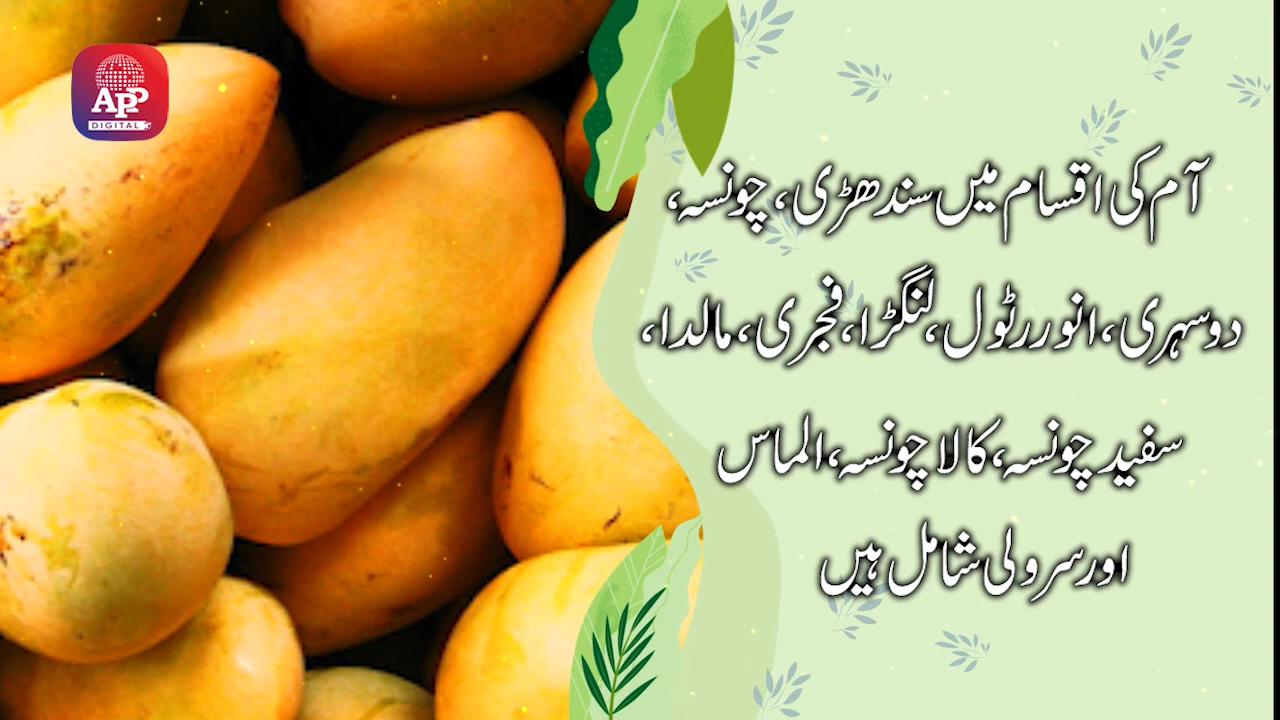 APP
DIGITAL
آم کی اقسام میں سندھڑی، چونسہ،
دوسہری، انور رٹول، لنگڑا، فجری، مالدا،
سفید چونسہ، کالا چونسہ، الماس
اور سرولی شامل ہیں